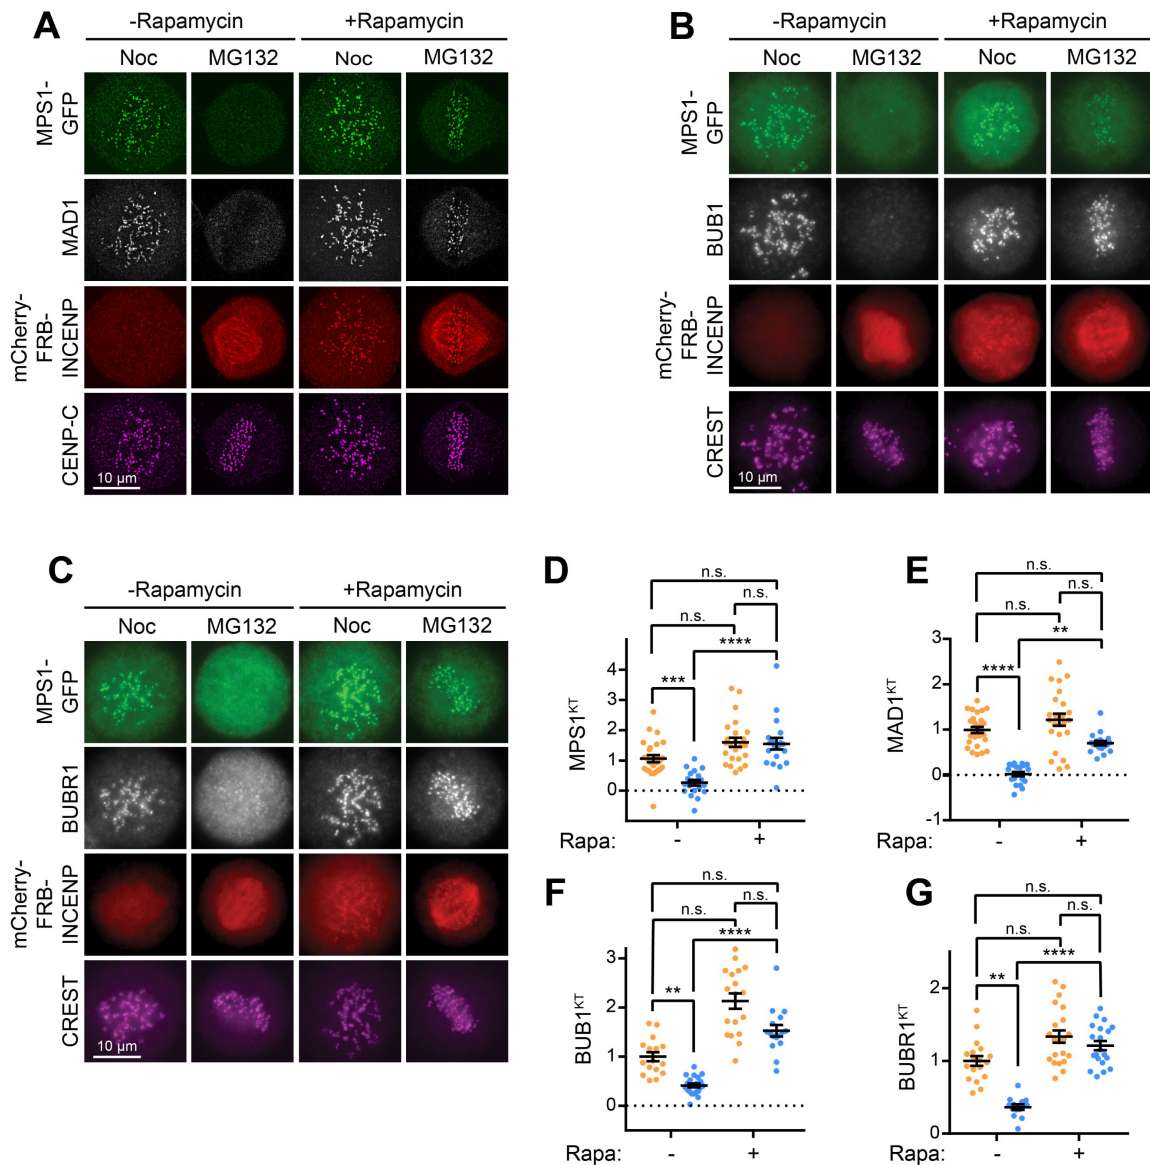 A
-Rapamycin +Rapamycin
Noc MG132 Noc MG132
MPS1-
GFP
MAD1
mCherry-
FRB-
INCENP
CENP-C
10 µm
B
-Rapamycin +Rapamycin
Noc MG132 Noc MG132
MPS1-
GFP
BUB1
mCherry-
FRB-
INCENP
CREST
10 µm
C
-Rapamycin +Rapamycin
Noc MG132 Noc MG132
MPS1-
GFP
BUBR1
mCherry-
FRB-
INCENP
CREST
10 µm
D
n.s.
n.s.
n.s.
****
***
MPS1KT
4
3
2
1
0
Rapa: - +
E
n.s.
n.s.
n.s.
**
****
MAD1KT
3
2
1
0
-1
Rapa: - +
F
n.s.
n.s.
n.s.
****
**
BUB1KT
3
2
1
0
Rapa: - +
G
n.s.
n.s.
n.s.
****
**
BUBR1KT
2
1
0
Rapa: - +